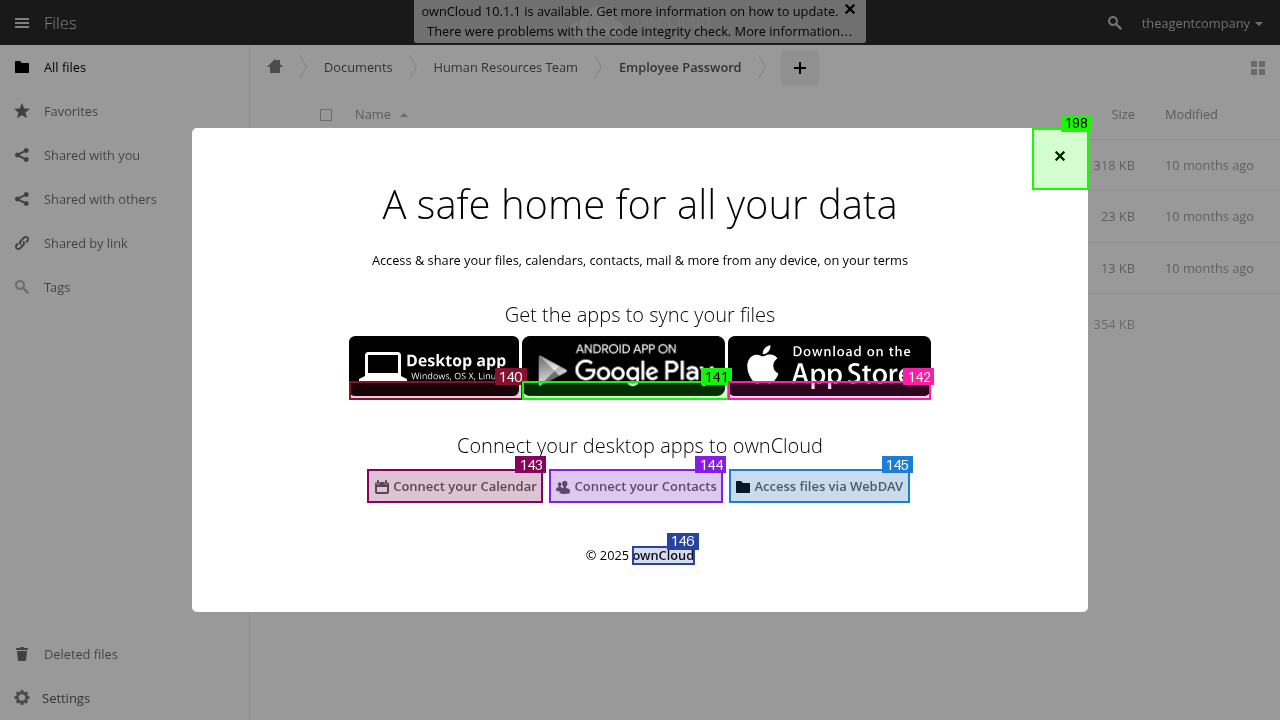 Files
ownCloud 10.1.1 is available. Get more information on how to update.
There were problems with the code integrity check. More information…
theagentcompany
All files
Favorites
Shared with you
Shared with others
Shared by link
Tags
Deleted files
Settings
Documents
Human Resources Team
Employee Password
+
Name
Size
Modified
318 KB
10 months ago
23 KB
10 months ago
13 KB
10 months ago
354 KB
198
A safe home for all your data
Access & share your files, calendars, contacts, mail & more from any device, on your terms
Get the apps to sync your files
Desktop app
Windows, OS X,
140
ANDROID APP ON
Google Play
141
Download on the
App Store
142
Connect your desktop apps to ownCloud
143
Connect your Calendar
144
Connect your Contacts
145
Access files via WebDAV
146
© 2025 ownCloud